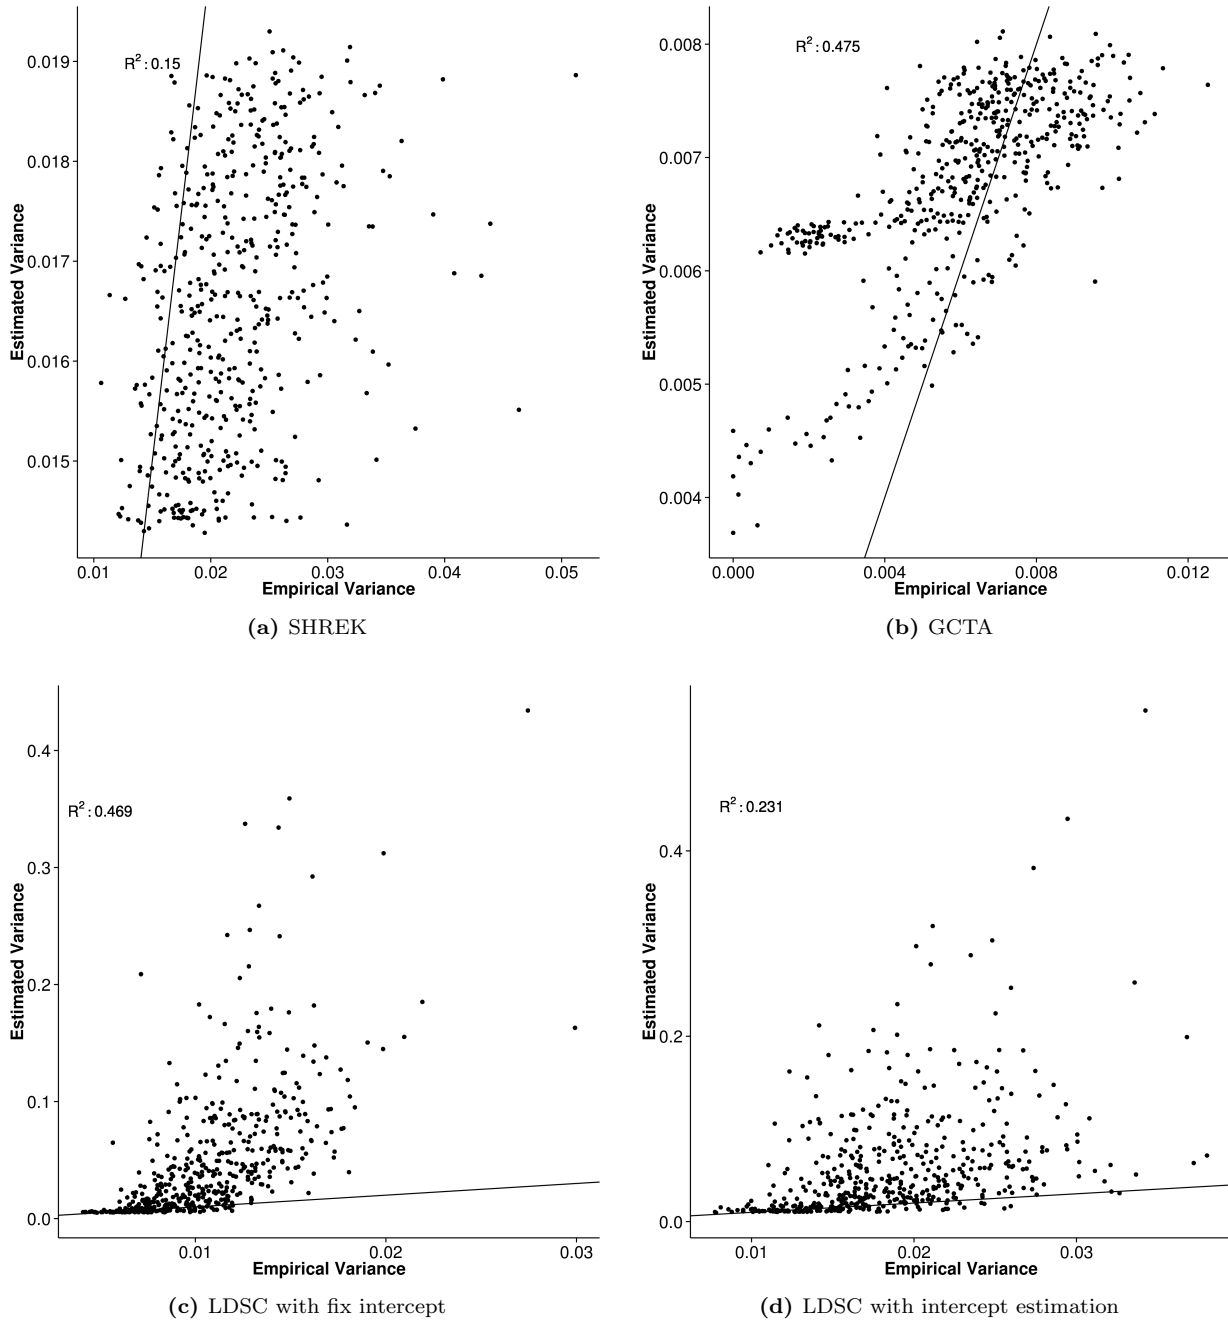 R2 : 0.15
0.019
0.018
0.017
0.016
0.015
Estimated Variance
0.01 0.02 0.03 0.04 0.05
Empirical Variance
(a) SHREK
R2 : 0.475
0.008
0.007
0.006
0.005
0.004
Estimated Variance
0.000 0.004 0.008 0.012
Empirical Variance
(b) GCTA
R2 : 0.469
0.4
0.3
0.2
0.1
0.0
Estimated Variance
0.01 0.02 0.03
Empirical Variance
(c) LDSC with fix intercept
R2 : 0.231
0.4
0.2
0.0
Estimated Variance
0.01 0.02 0.03
Empirical Variance
(d) LDSC with intercept estimation